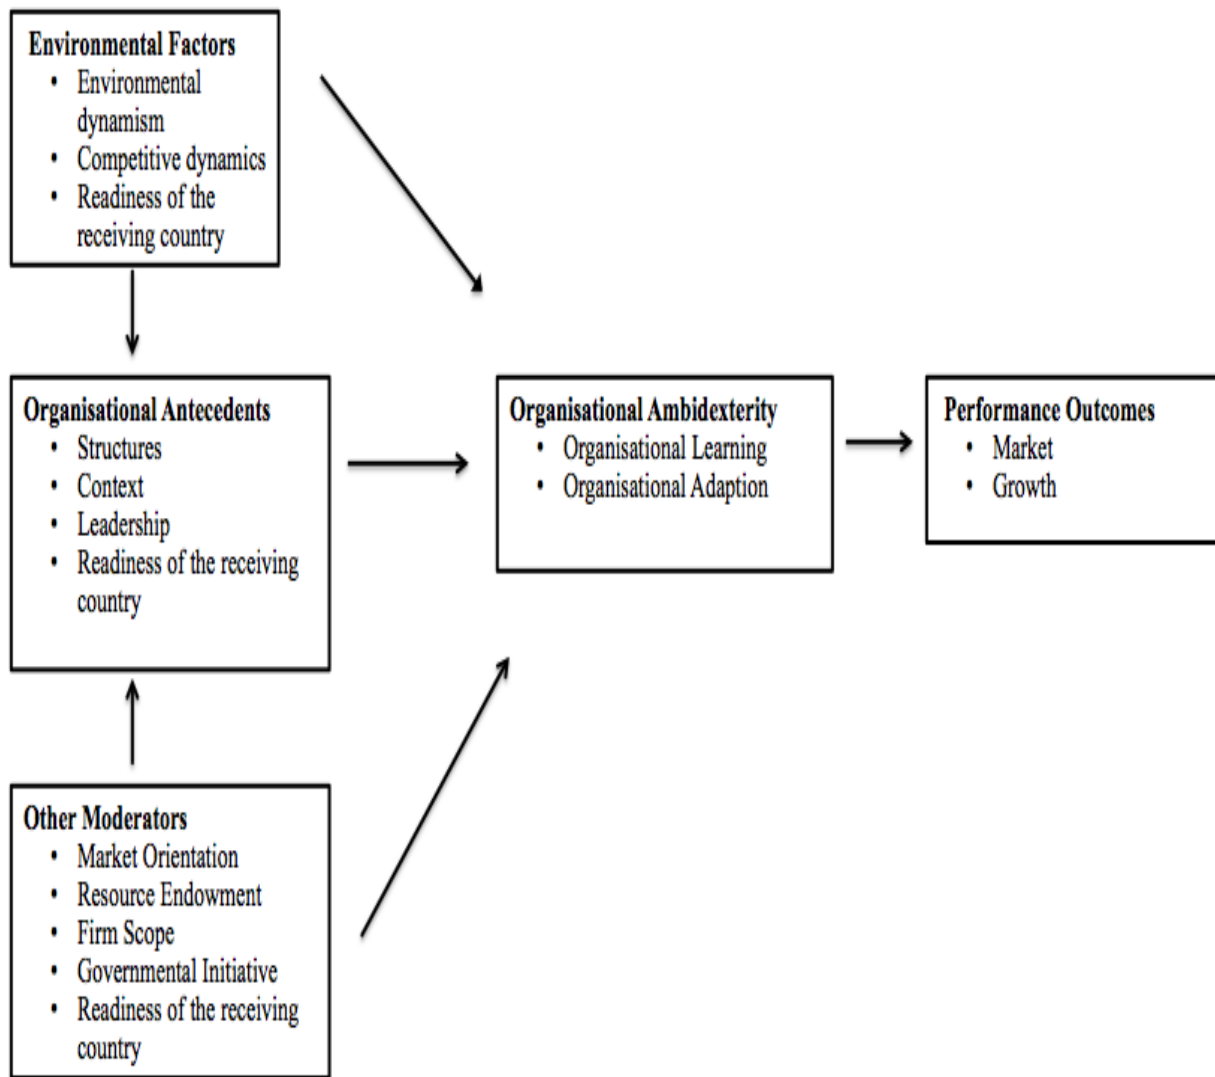 Environmental Factors
• Environmental
dynamism
• Competitive dynamics
• Readiness of the
receiving country
Organisational Antecedents
• Structures
• Context
• Leadership
• Readiness of the receiving
country
Organisational Ambidexterity
• Organisational Learning
• Organisational Adaption
Performance Outcomes
• Market
• Growth
Other Moderators
• Market Orientation
• Resource Endowment
• Firm Scope
• Governmental Initiative
• Readiness of the receiving
country